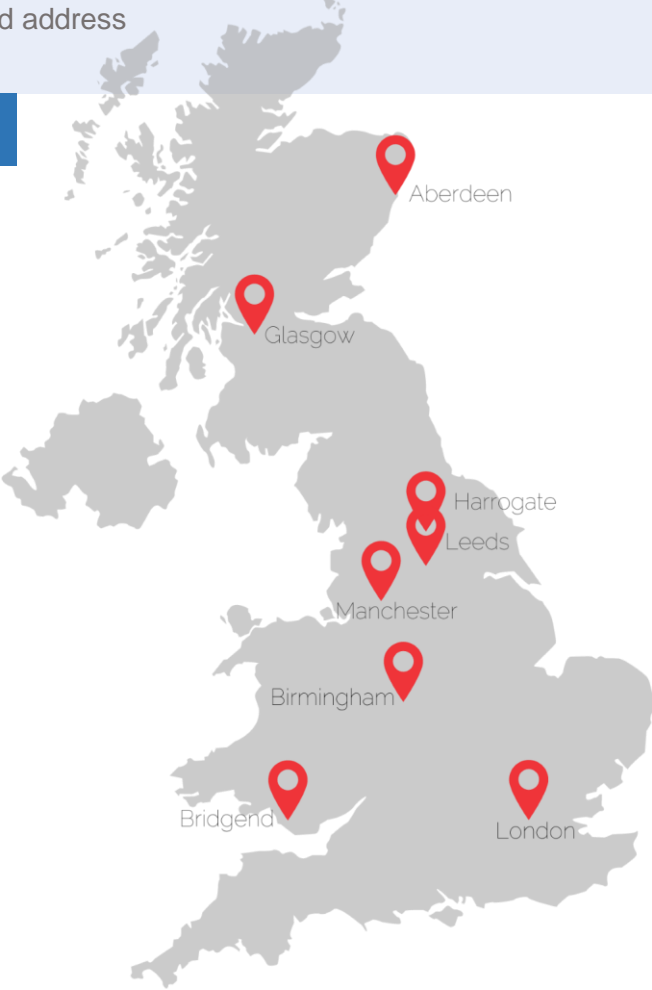 d address
Aberdeen
Glasgow
Harrogate
Leeds
Manchester
Birmingham
Bridgend
London